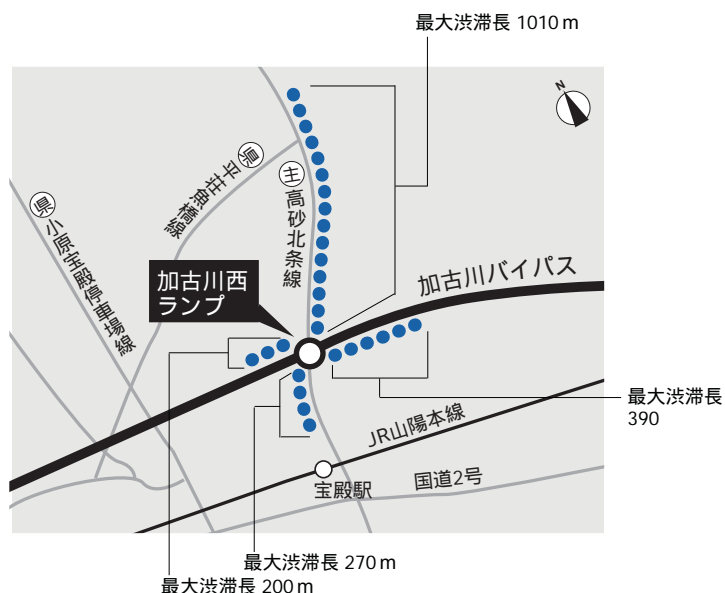 最大渋滞長 1010 m
N
県 平荘魚橋線
主 高砂北条線
県 小原宝殿停車場線
加古川バイパス
加古川西
ランプ
最大渋滞長
390
JR山陽本線
国道2号
宝殿駅
最大渋滞長 270 m
最大渋滞長 200 m